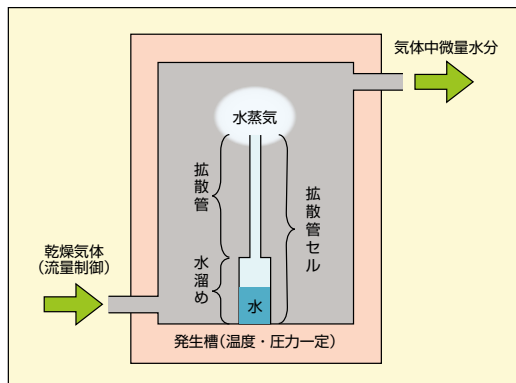 気体中微量水分
水蒸気
拡散管
拡散管セル
水溜め
水
乾燥気体
(流量制御)
発生槽(温度・圧力一定)